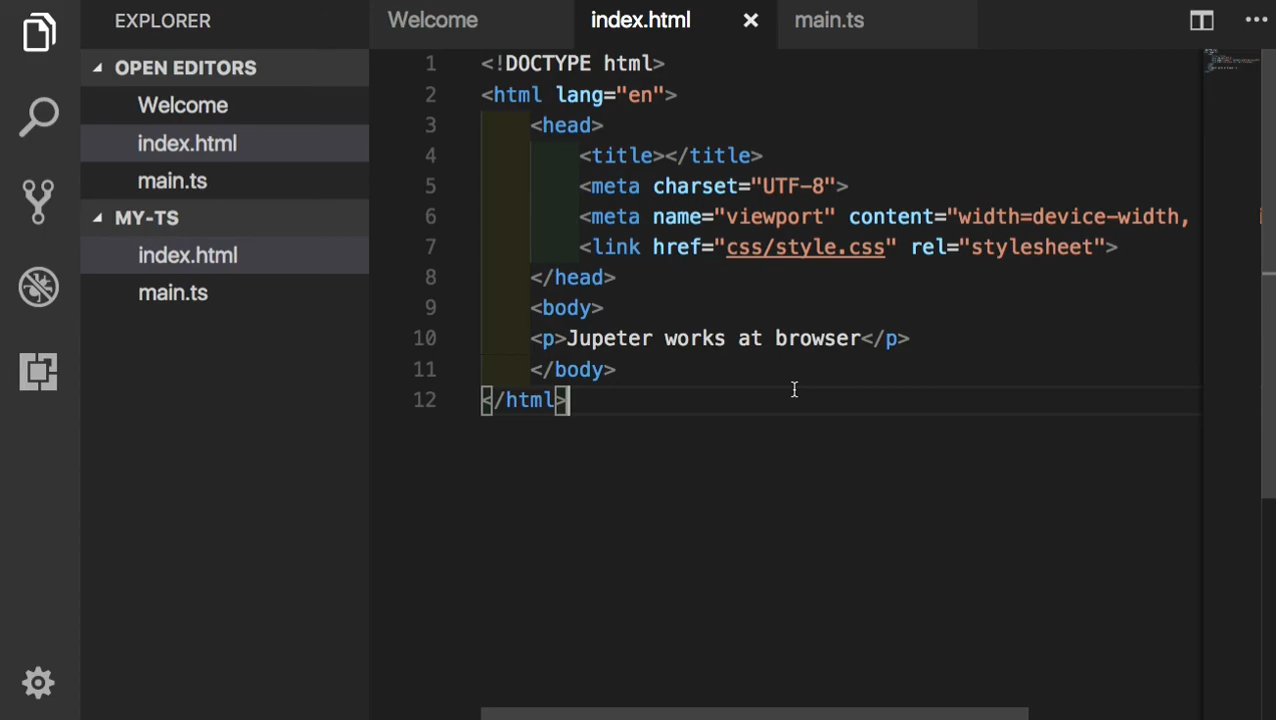 EXPLORER
OPEN EDITORS
Welcome
index.html
main.ts
MY-TS
index.html
main.ts
Welcome index.html main.ts
1 <!DOCTYPE html>
2 <html lang="en">
3 <head>
4 <title></title>
5 <meta charset="UTF-8">
6 <meta name="viewport" content="width=device-width,
7 <link href="css/style.css" rel="stylesheet">
8 </head>
9 <body>
10 <p>Jupeter works at browser</p>
11 </body>
12 </html>